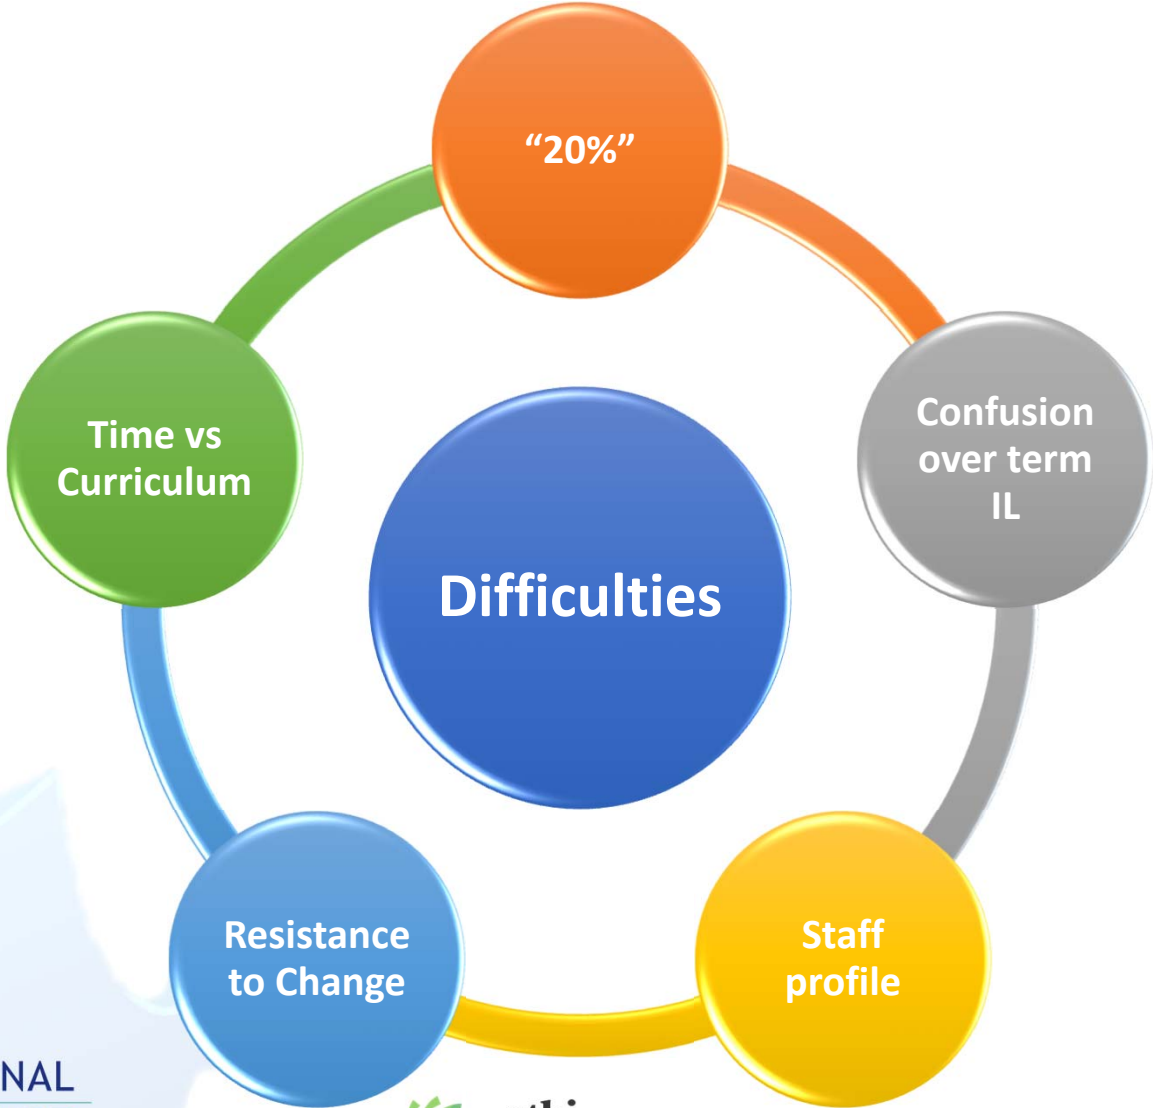 “20%”
Confusion
over term
IL
Staff
profile
Resistance
to Change
Time vs
Curriculum
Difficulties
NAL